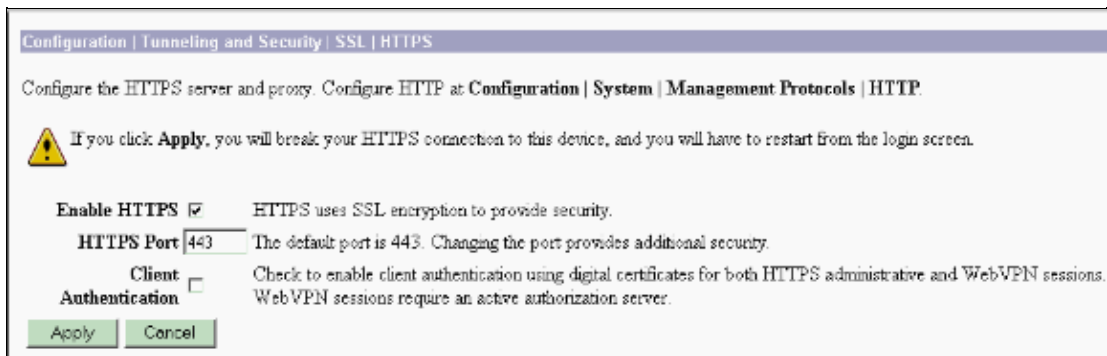 Configuration | Tunneling and Security | SSL | HTTPS
Configure the HTTPS server and proxy. Configure HTTP at Configuration | System | Management Protocols | HTTP.
If you click Apply, you will break your HTTPS connection to this device, and you will have to restart from the login screen.
Enable HTTPS HTTPS uses SSL encryption to provide security.
HTTPS Port 443 The default port is 443. Changing the port provides additional security.
Client Authentication Check to enable client authentication using digital certificates for both HTTPS administrative and WebVPN sessions.
WebVPN sessions require an active authorization server.
Apply Cancel